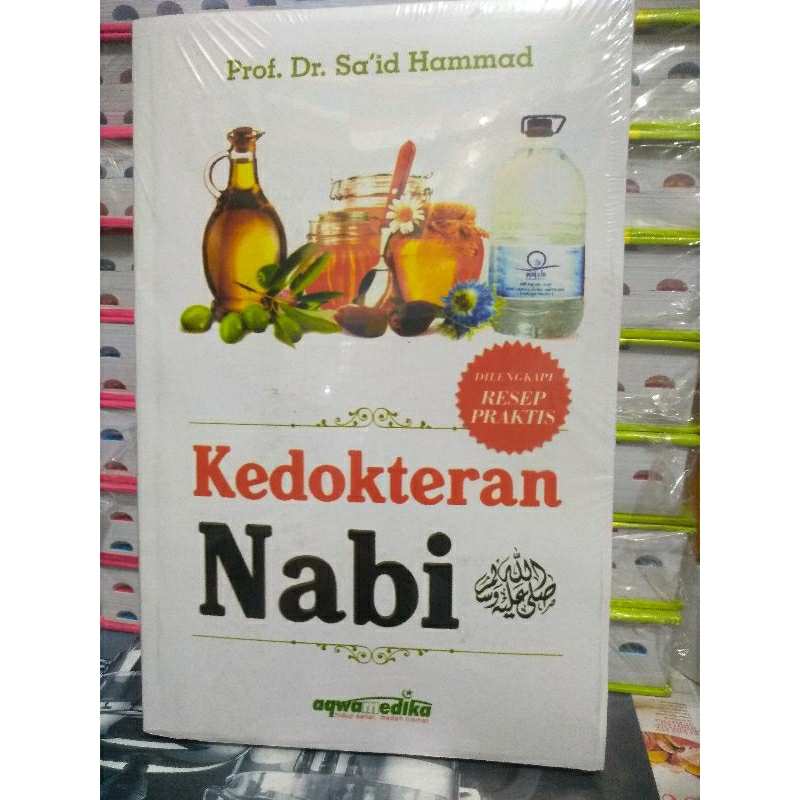 Prof. Dr. Sa'id Hammad
DILENGKAPI
RESEP
PRAKTIS
Kedokteran
Nabi
صلى الله عليه وسلم
aqwamedika